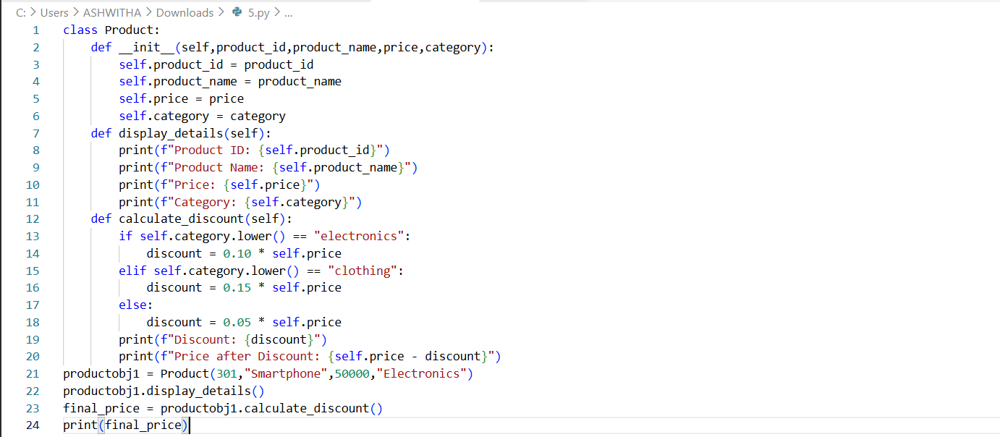 C: > Users > ASHWITHA > Downloads > 5.py > ...
1 class Product:
2     def __init__(self,product_id,product_name,price,category):
3         self.product_id = product_id
4         self.product_name = product_name
5         self.price = price
6         self.category = category
7     def display_details(self):
8         print(f"Product ID: {self.product_id}")
9         print(f"Product Name: {self.product_name}")
10         print(f"Price: {self.price}")
11         print(f"Category: {self.category}")
12     def calculate_discount(self):
13         if self.category.lower() == "electronics":
14             discount = 0.10 * self.price
15         elif self.category.lower() == "clothing":
16             discount = 0.15 * self.price
17         else:
18             discount = 0.05 * self.price
19         print(f"Discount: {discount}")
20         print(f"Price after Discount: {self.price - discount}")
21 productobj1 = Product(301,"Smartphone",50000,"Electronics")
22 productobj1.display_details()
23 final_price = productobj1.calculate_discount()
24 print(final_price)